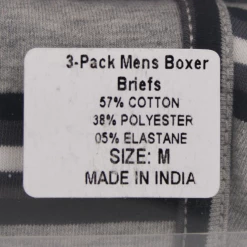 3-Pack Mens Boxer
Briefs
57% COTTON
38% POLYESTER
05% ELASTANE
SIZE: M
MADE IN INDIA